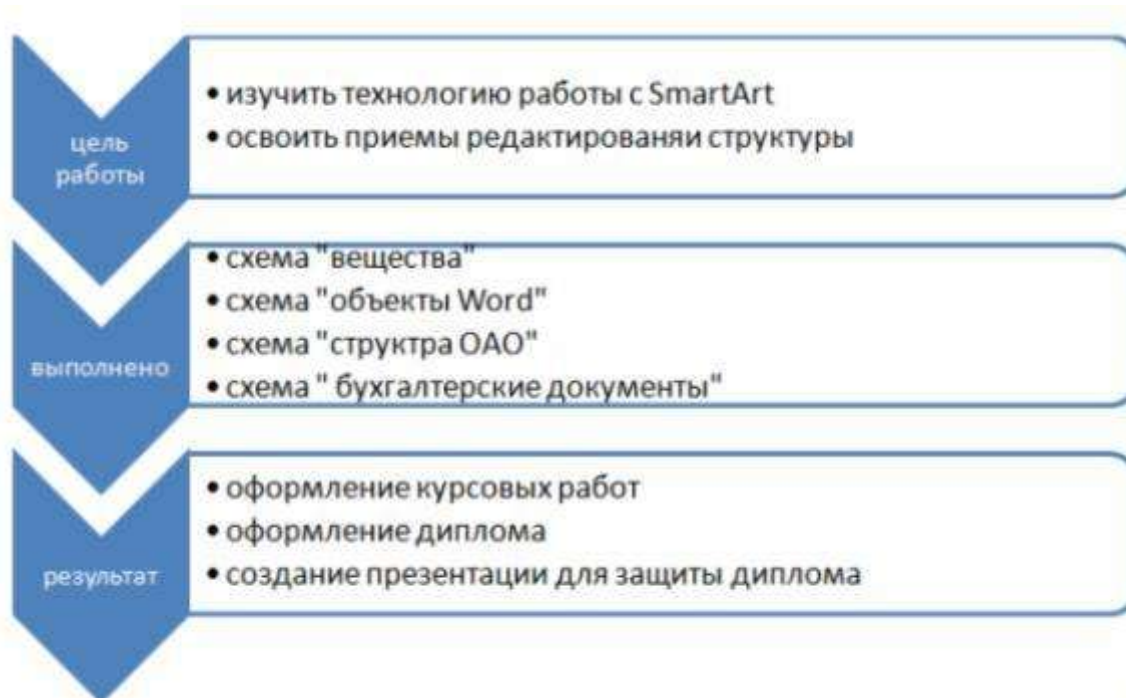 цель
работы
• изучить технологию работы с SmartArt
• освоить приемы редактированяи структуры
выполнено
• схема "вещества"
• схема "объекты Word"
• схема "структра ОАО"
• схема " бухгалтерские документы"
результат
• оформление курсовых работ
• оформление диплома
• создание презентации для защиты диплома